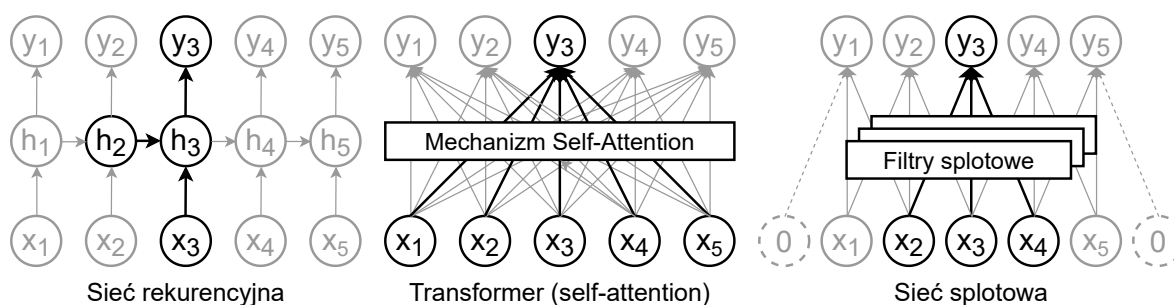 y1 y2 y3 y4 y5 y1 y2 y3 y4 y5 y1 y2 y3 y4 y5
h1 h2 h3 h4 h5 Mechanizm Self-Attention
Filtry splotowe
x1 x2 x3 x4 x5 x1 x2 x3 x4 x5 0 x1 x2 x3 x4 x5 0
Sieć rekurencyjna Transformer (self-attention) Sieć splotowa